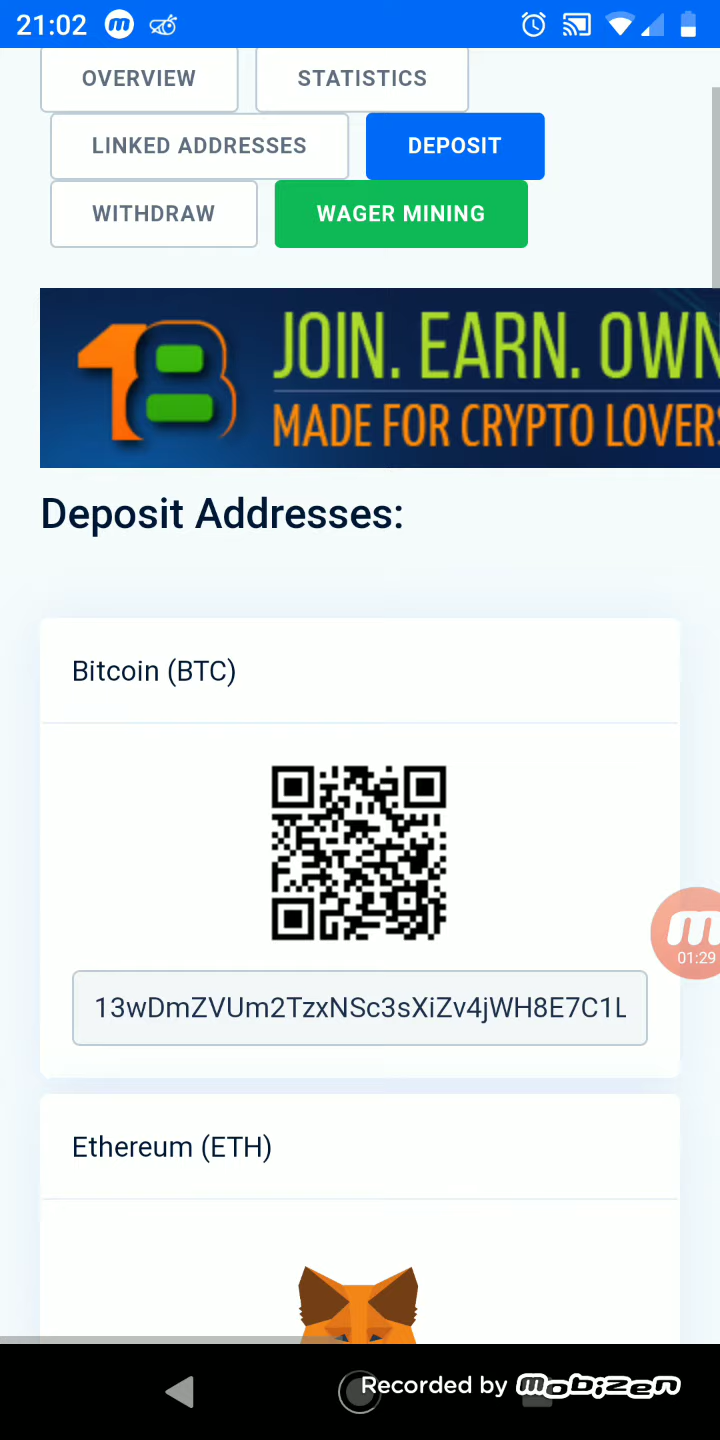 21:02
OVERVIEW STATISTICS
LINKED ADDRESSES DEPOSIT
WITHDRAW WAGER MINING
18 JOIN. EARN. OWN
MADE FOR CRYPTO LOVERS
Deposit Addresses:
Bitcoin (BTC)
13wDmZVUm2TzxNSc3sXiZv4jWH8E7C1L
01:29
Ethereum (ETH)
Recorded by mobizen